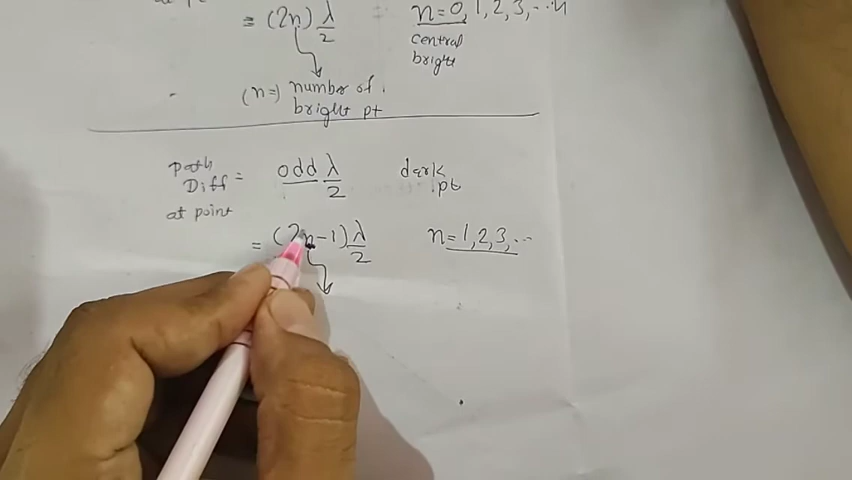 = (2n) λ/2 n=0,1,2,3,...
central
bright
(n=) number of
bright pt
path
Diff = odd λ/2 dark
pt
at point
= (2n-1) λ/2 n=1,2,3,...